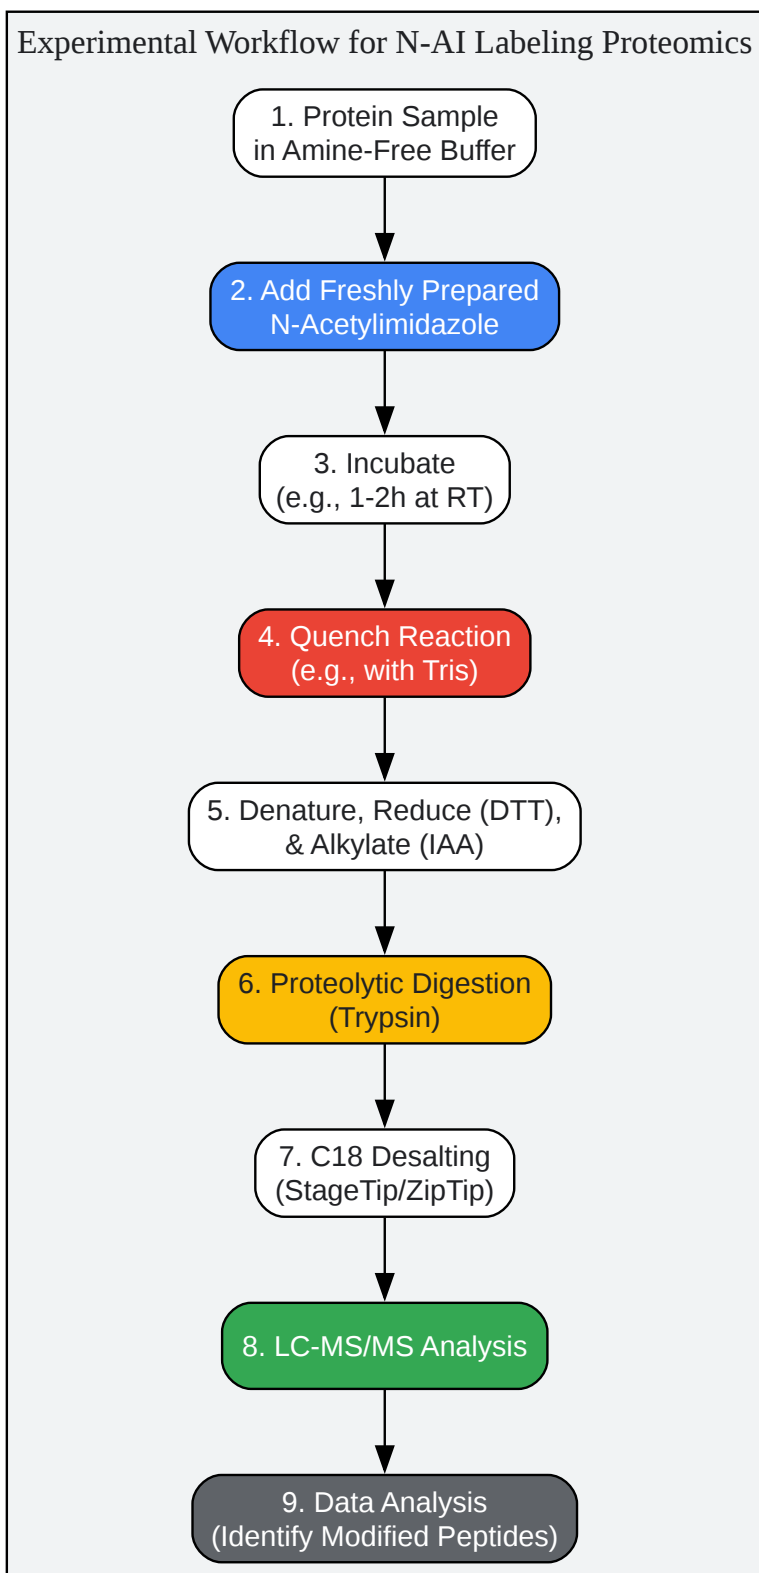 Experimental Workflow for N-AI Labeling Proteomics
1. Protein Sample
in Amine-Free Buffer
2. Add Freshly Prepared
N-Acetylimidazole
3. Incubate
(e.g., 1-2h at RT)
4. Quench Reaction
(e.g., with Tris)
5. Denature, Reduce (DTT),
& Alkylate (IAA)
6. Proteolytic Digestion
(Trypsin)
7. C18 Desalting
(StageTip/ZipTip)
8. LC-MS/MS Analysis
9. Data Analysis
(Identify Modified Peptides)